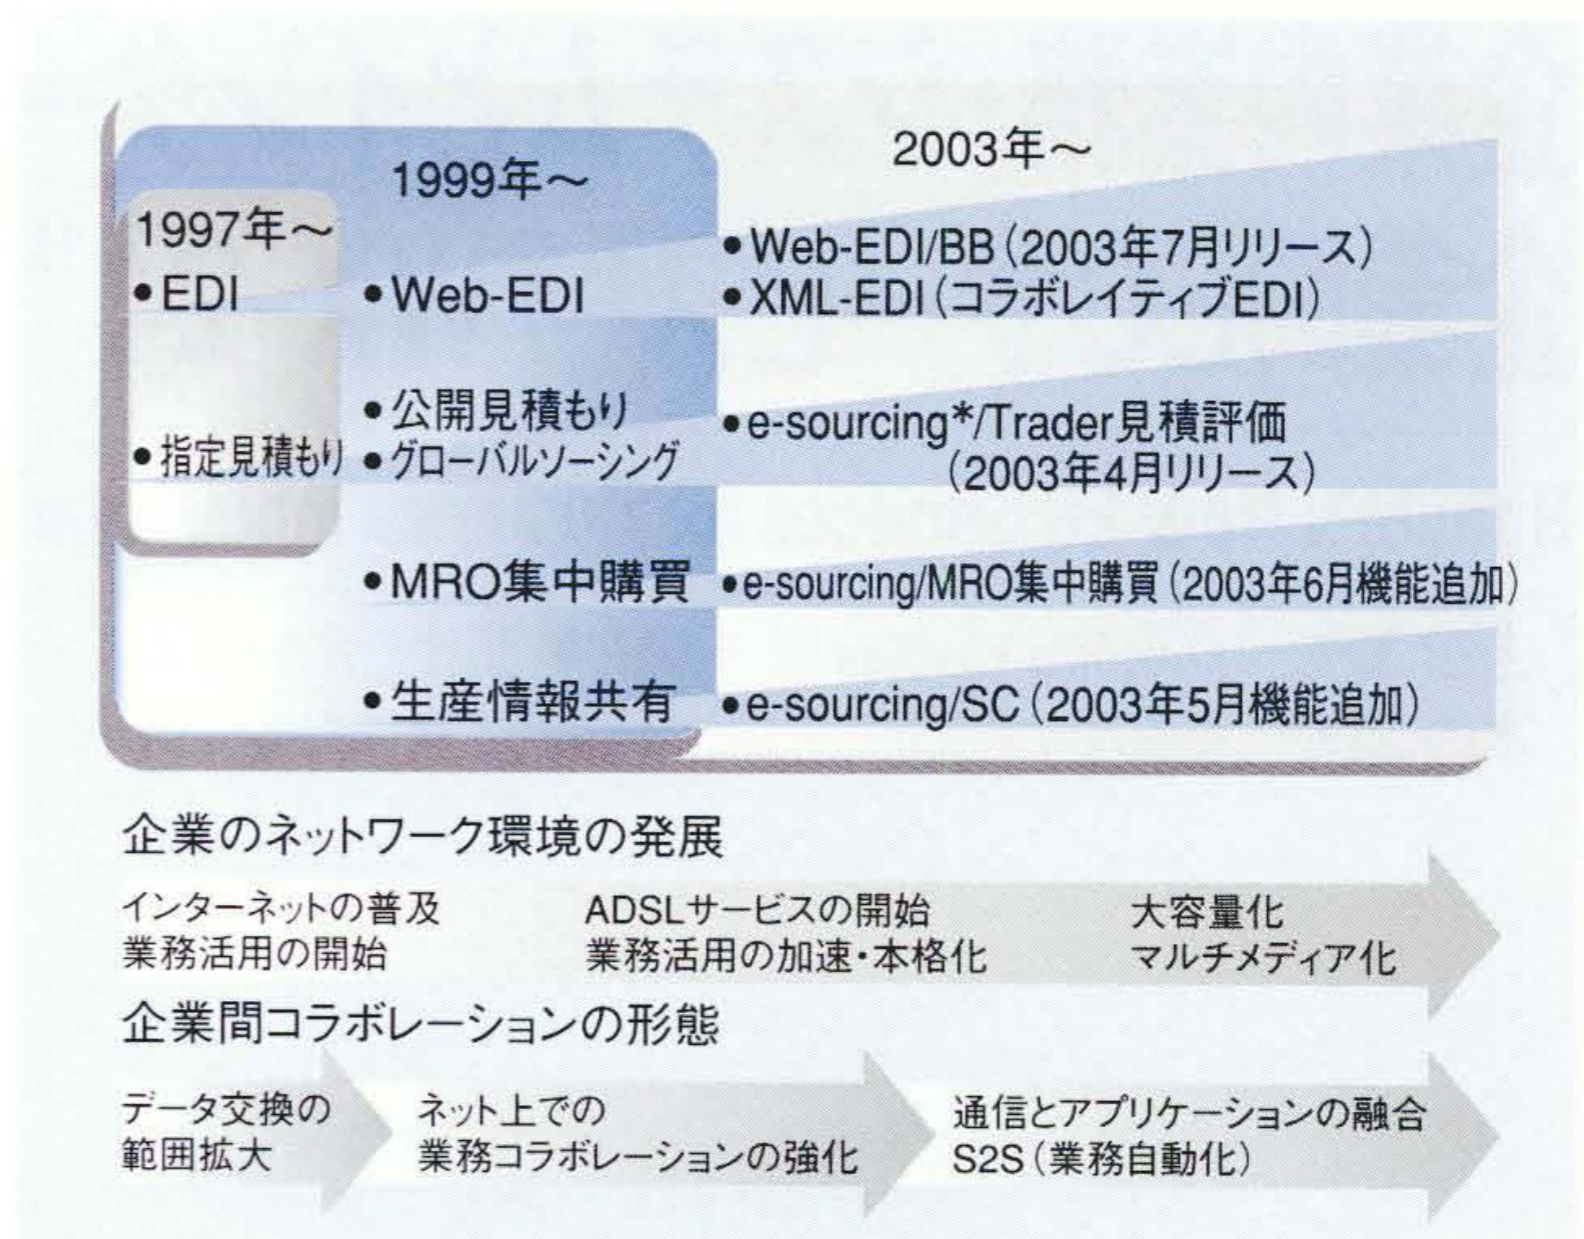 1997年～
•EDI
•指定見積もり
1999年～
•Web-EDI
•公開見積もり
•グローバルソーシング
•MRO集中購買
•生産情報共有
2003年～
•Web-EDI/BB（2003年7月リリース）
•XML-EDI（コラボレイティブEDI）
•e-sourcing*/Trader見積評価
（2003年4月リリース）
•e-sourcing/MRO集中購買（2003年6月機能追加）
•e-sourcing/SC（2003年5月機能追加）
企業のネットワーク環境の発展
インターネットの普及
業務活用の開始
ADSLサービスの開始
業務活用の加速・本格化
大容量化
マルチメディア化
企業間コラボレーションの形態
データ交換の
範囲拡大
ネット上での
業務コラボレーションの強化
通信とアプリケーションの融合
S2S（業務自動化）